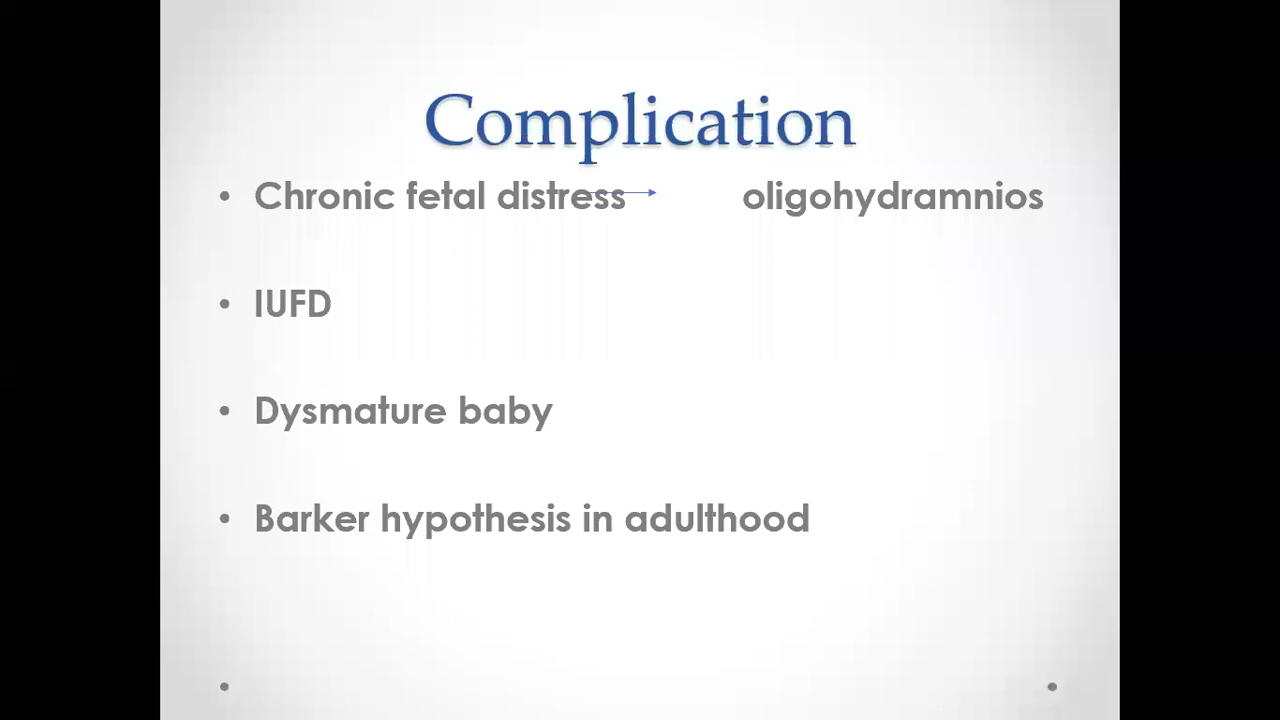 Complication
• Chronic fetal distress → oligohydramnios
• IUFD
• Dysmature baby
• Barker hypothesis in adulthood